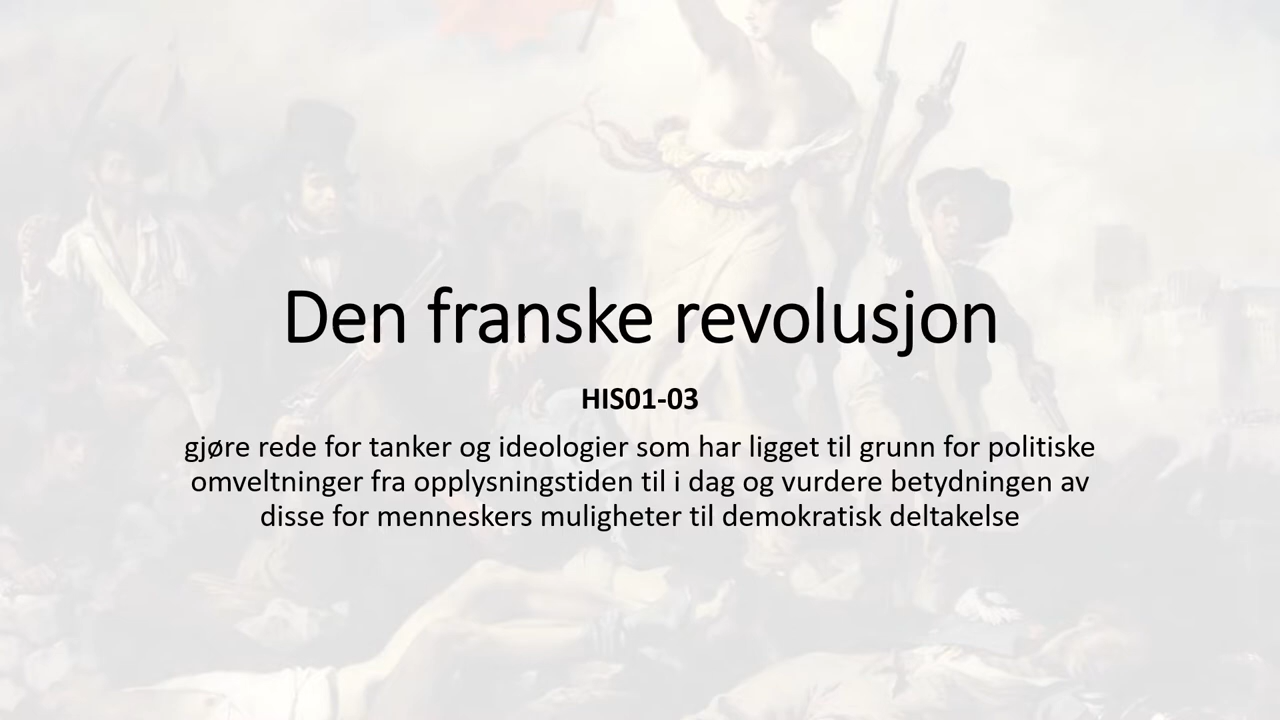 Den franske revolusjon
HIS01-03
gjøre rede for tanker og ideologier som har ligget til grunn for politiske
omveltninger fra opplysningstiden til i dag og vurdere betydningen av
disse for menneskers muligheter til demokratisk deltakelse